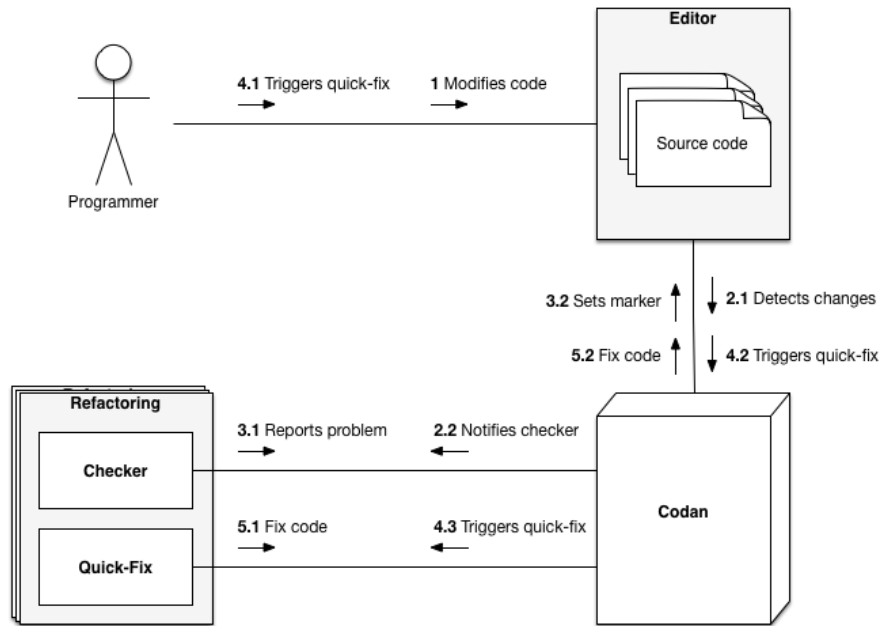 Editor
4.1 Triggers quick-fix
1 Modifies code
Source code
Programmer
3.2 Sets marker
2.1 Detects changes
5.2 Fix code
4.2 Triggers quick-fix
Refactoring
3.1 Reports problem
2.2 Notifies checker
Checker
Codan
5.1 Fix code
4.3 Triggers quick-fix
Quick-Fix